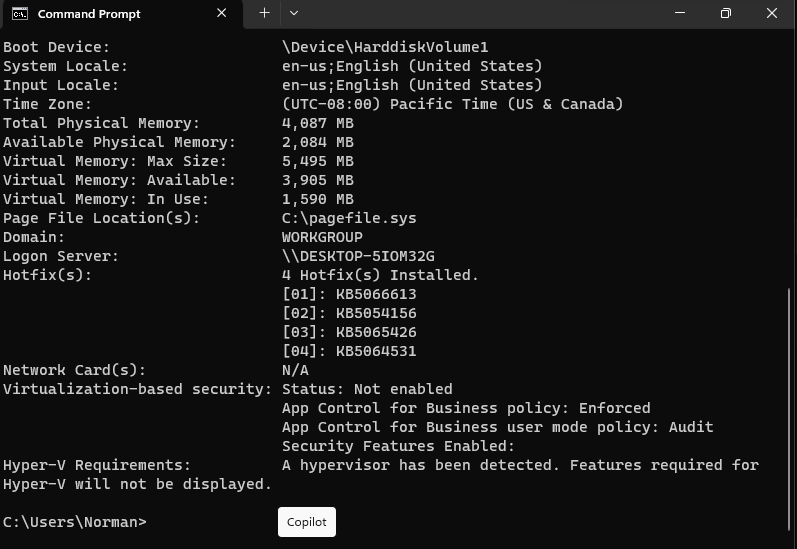 Command Prompt
Boot Device: \Device\HarddiskVolume1
System Locale: en-us;English (United States)
Input Locale: en-us;English (United States)
Time Zone: (UTC-08:00) Pacific Time (US & Canada)
Total Physical Memory: 4,087 MB
Available Physical Memory: 2,084 MB
Virtual Memory: Max Size: 5,495 MB
Virtual Memory: Available: 3,905 MB
Virtual Memory: In Use: 1,590 MB
Page File Location(s): C:\pagefile.sys
Domain: WORKGROUP
Logon Server: \\DESKTOP-5IOM32G
Hotfix(s): 4 Hotfix(s) Installed.
[01]: KB5066613
[02]: KB5054156
[03]: KB5065426
[04]: KB5064531
Network Card(s): N/A
Virtualization-based security: Status: Not enabled
App Control for Business policy: Enforced
App Control for Business user mode policy: Audit
Security Features Enabled:
Hyper-V Requirements: A hypervisor has been detected. Features required for
Hyper-V will not be displayed.
C:\Users\Norman>
Copilot